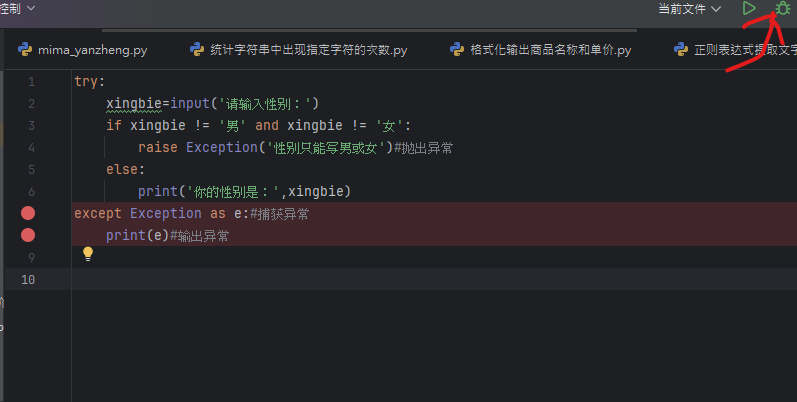 控制
当前文件
mima_yanzheng.py
统计字符串中出现指定字符的次数.py
格式化输出商品名称和单价.py
正则表达式提取文字
1 try:
2 xingbie=input('请输入性别：')
3 if xingbie != '男' and xingbie != '女':
4 raise Exception('性别只能写男或女')#抛出异常
5 else:
6 print('你的性别是：',xingbie)
except Exception as e:#捕获异常
print(e)#输出异常
9
10